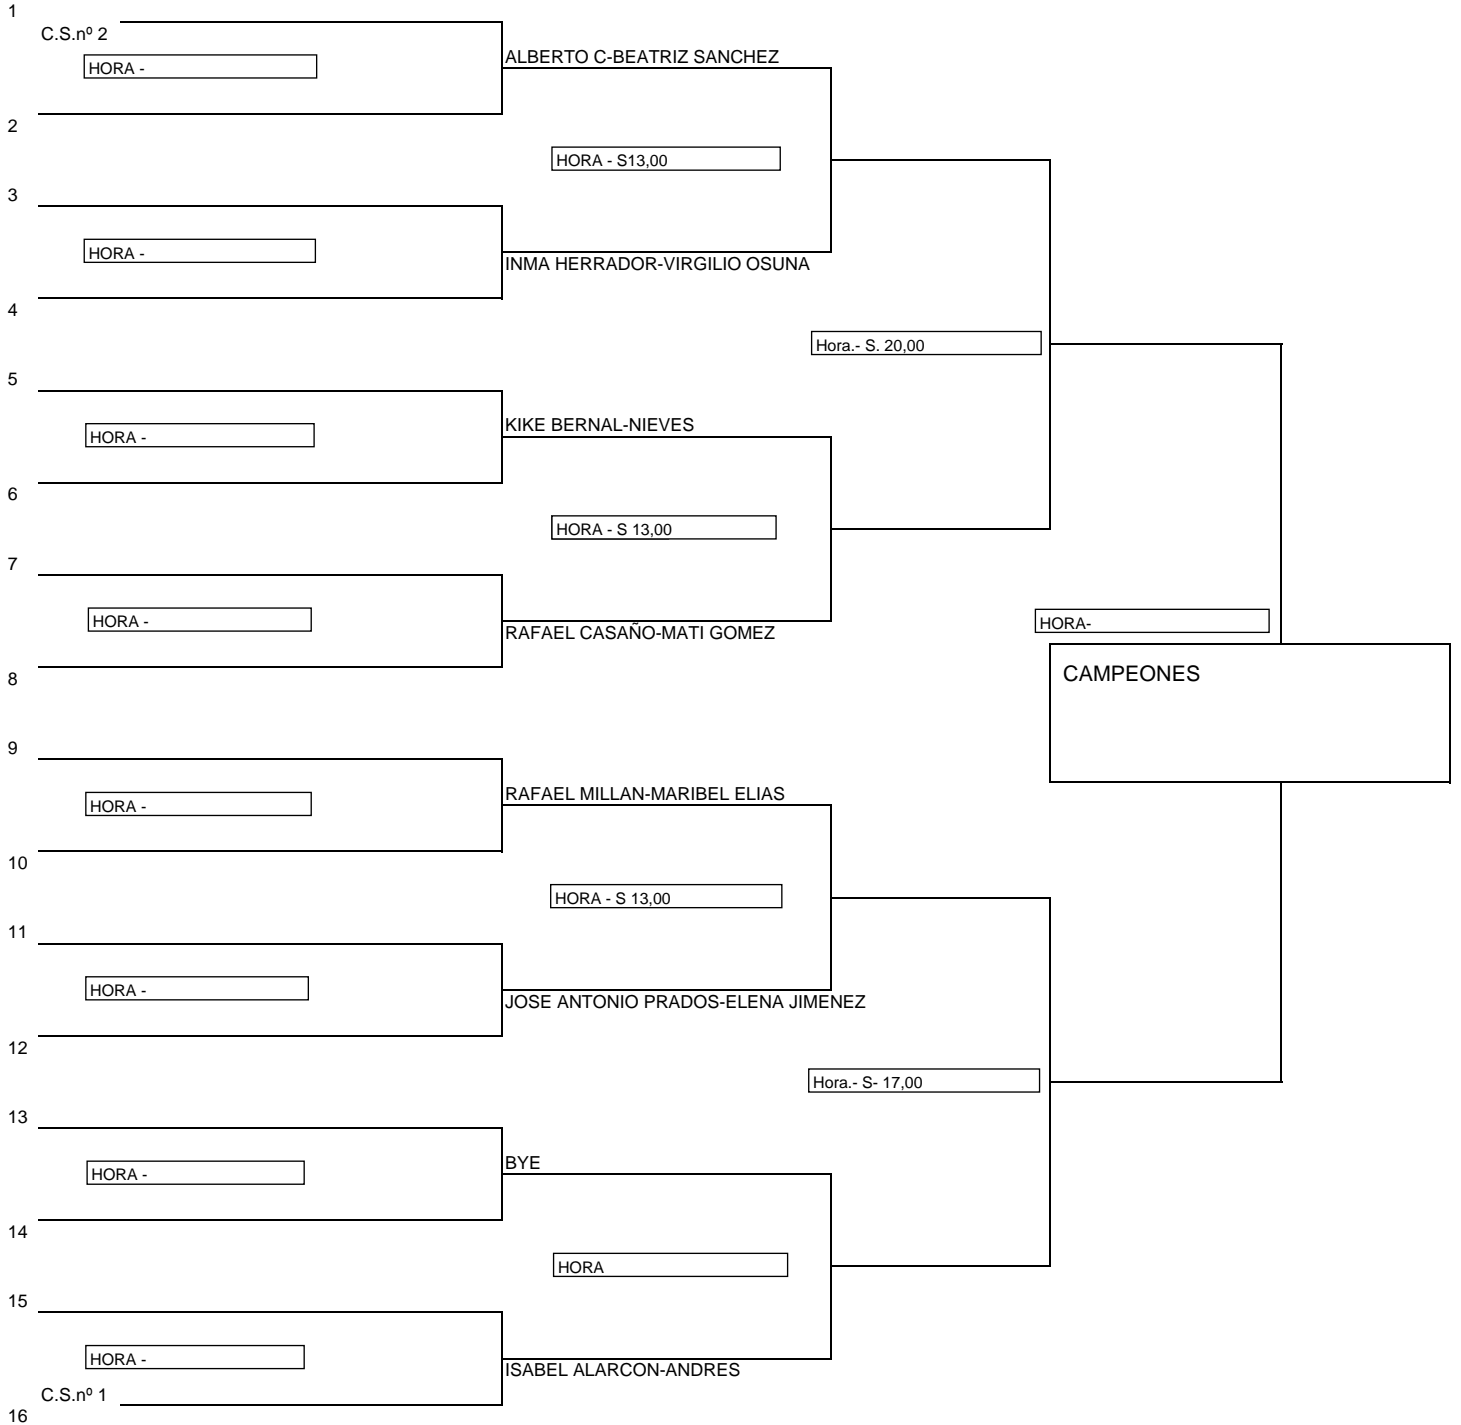 1
C.S.nº 2
HORA -
ALBERTO C-BEATRIZ SANCHEZ
2
HORA - S13,00
3
HORA -
INMA HERRADOR-VIRGILIO OSUNA
4
Hora.- S. 20,00
5
KIKE BERNAL-NIEVES
HORA -
6
HORA - S 13,00
7
HORA -
RAFAEL CASAÑO-MATI GOMEZ
HORA-
8
CAMPEONES
9
RAFAEL MILLAN-MARIBEL ELIAS
HORA -
10
HORA - S 13,00
11
HORA -
JOSE ANTONIO PRADOS-ELENA JIMENEZ
12
Hora.- S- 17,00
13
BYE
HORA -
14
HORA
15
HORA -
ISABEL ALARCON-ANDRES
C.S.nº 1
16